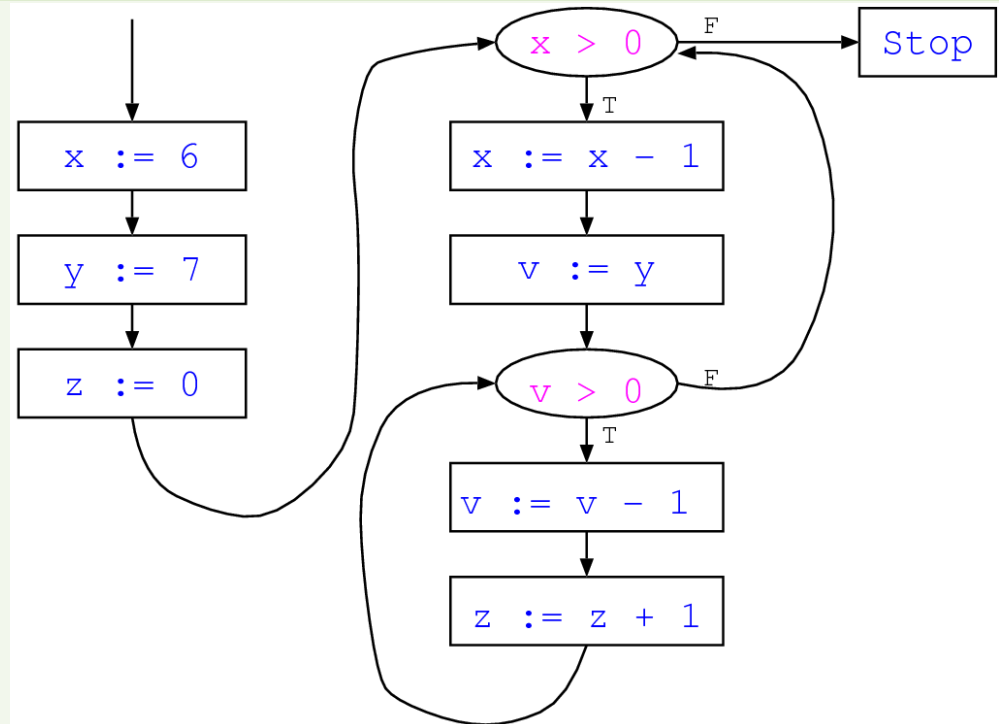 x := 6
y := 7
z := 0
x > 0
F
Stop
T
x := x - 1
v := y
v > 0
F
T
v := v - 1
z := z + 1